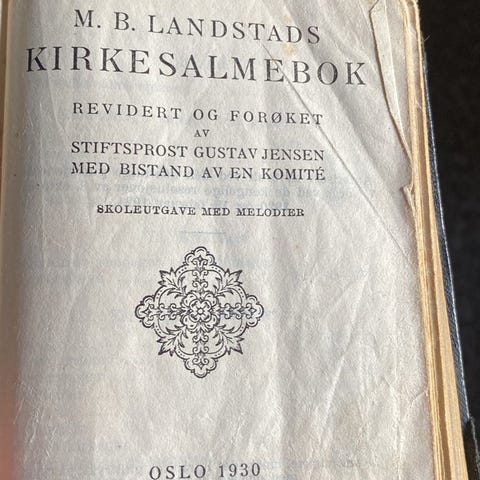 M. B. LANDSTADS
KIRKESALMEBOK
REVIDERT OG FORØKET
AV
STIFTSPROST GUSTAV JENSEN
MED BISTAND AV EN KOMITÉ
SKOLEUTGAVE MED MELODIER
OSLO 1930